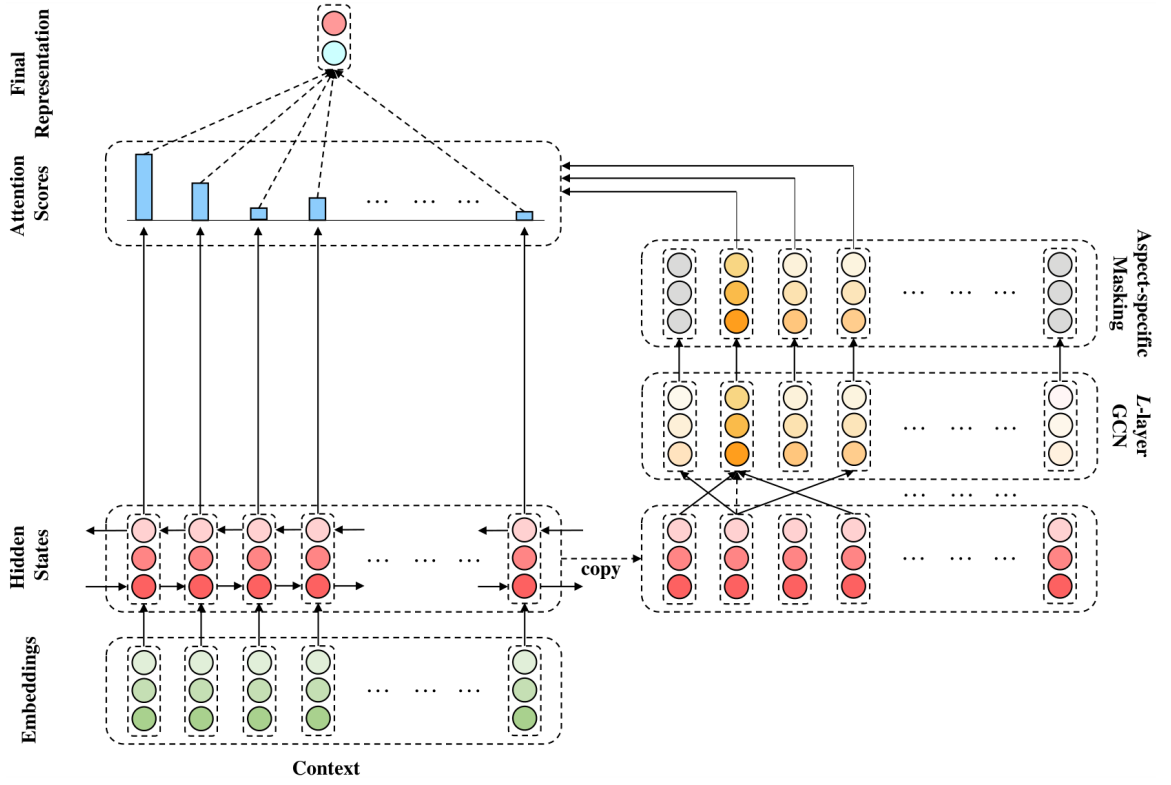 Final
Representation
Attention
Scores
Hidden
States
Embeddings
Context
copy
Aspect-specific
Masking
L-layer
GCN
... ... ...
... ... ...
... ... ...
... ... ...
... ... ...
... ... ...
... ... ...